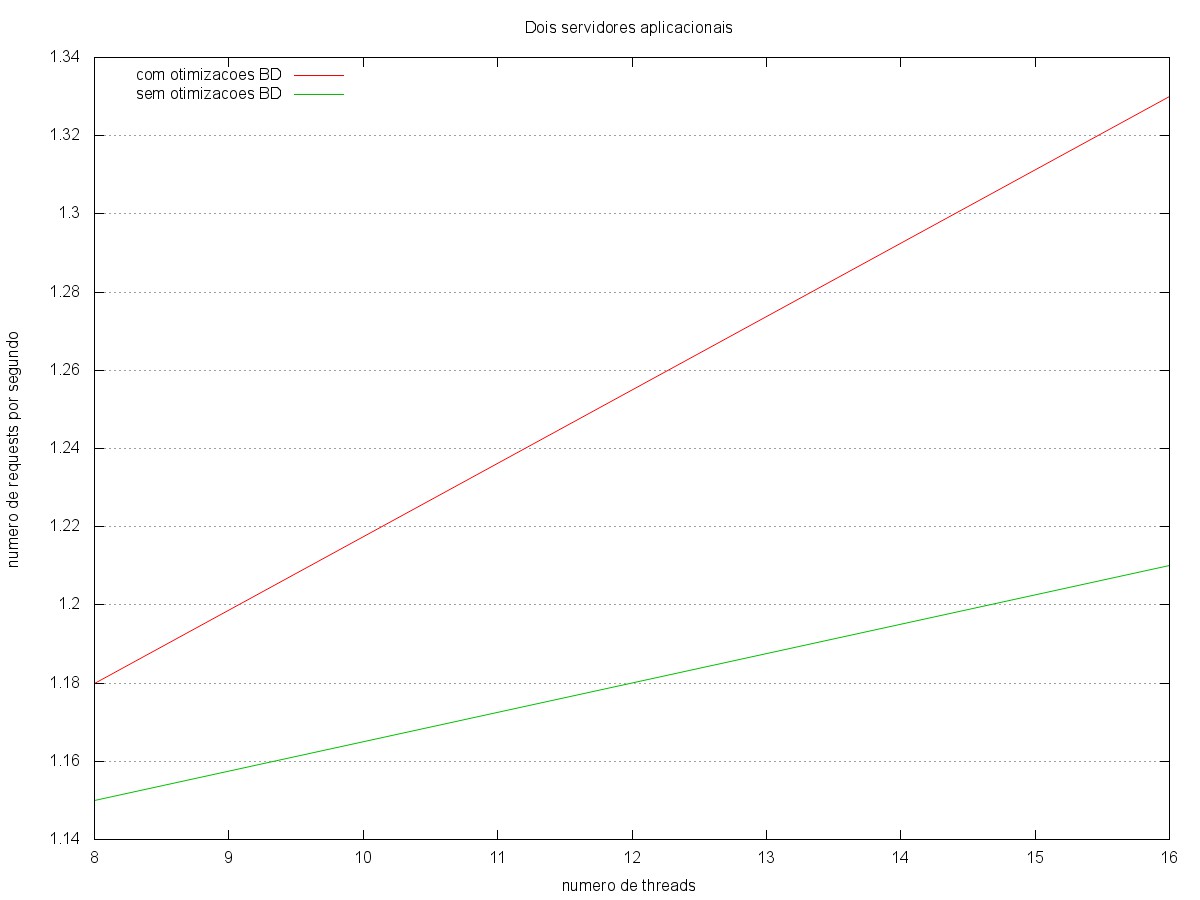 Dois servidores aplicacionais
1.34
com otimizacoes BD
sem otimizacoes BD
1.32
1.3
1.28
1.26
1.24
1.22
1.2
1.18
1.16
1.14
numero de requests por segundo
8 9 10 11 12 13 14 15 16
numero de threads